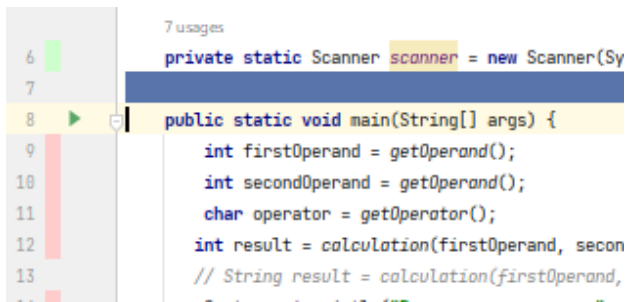 7 usages
6 private static Scanner scanner = new Scanner(Sy
7
8 public static void main(String[] args) {
9 int firstOperand = getOperand();
10 int secondOperand = getOperand();
11 char operator = getOperator();
12 int result = calculation(firstOperand, secon
13 // String result = calculation(firstOperand,